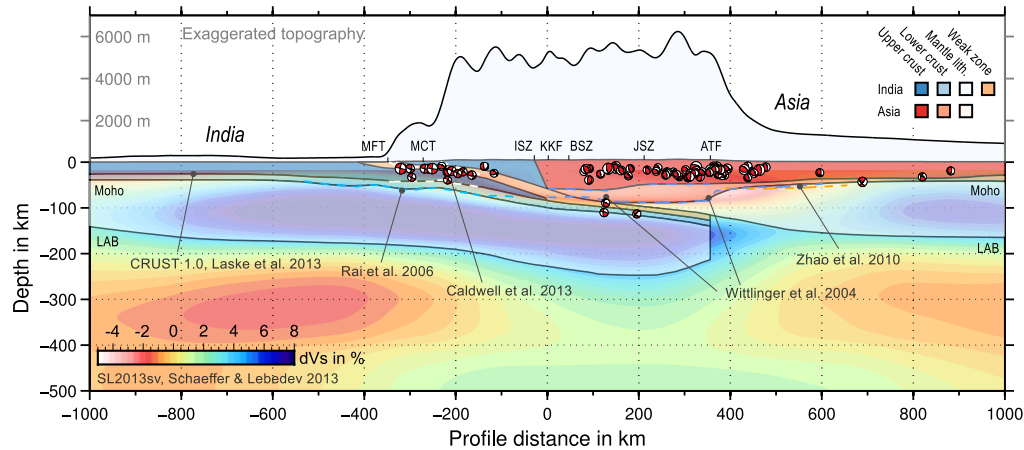 6000 m
4000 m
2000 m
Exaggerated topography
India
Asia
Upper crust
Lower crust
Mantle lith.
Weak zone
India
Asia
MFT
MCT
ISZ
KKF
BSZ
JSZ
ATF
0
−100
−200
−300
−400
−500
Depth in km
Moho
LAB
Moho
LAB
CRUST 1.0, Laske et al. 2013
Rai et al. 2006
Caldwell et al. 2013
Wittlinger et al. 2004
Zhao et al. 2010
−4 −2 0 2 4 6 8
dVs in %
SL2013sv, Schaeffer & Lebedev 2013
−1000 −800 −600 −400 −200 0 200 400 600 800 1000
Profile distance in km